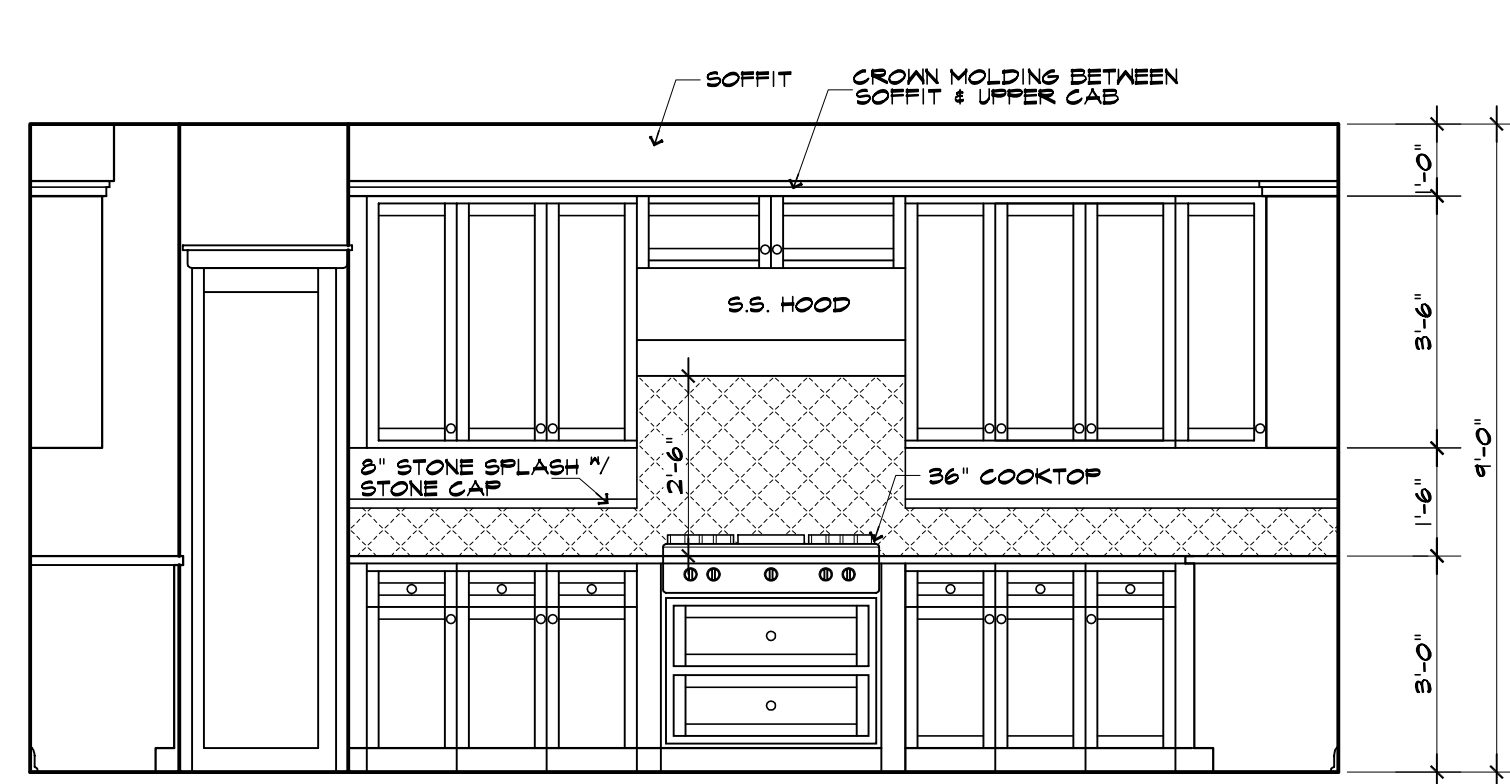 SOFFIT
CROWN MOLDING BETWEEN
SOFFIT & UPPER CAB
1'-0"
S.S. HOOD
3'-6"
9'-0"
8" STONE SPLASH W/
STONE CAP
2'-6"
36" COOKTOP
1'-6"
3'-0"